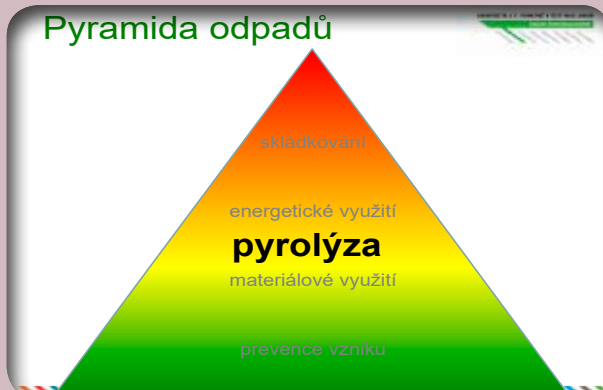 Pyramida odpadů
skládkování
energetické využití
pyrolýza
materiálové využití
prevence vzniku